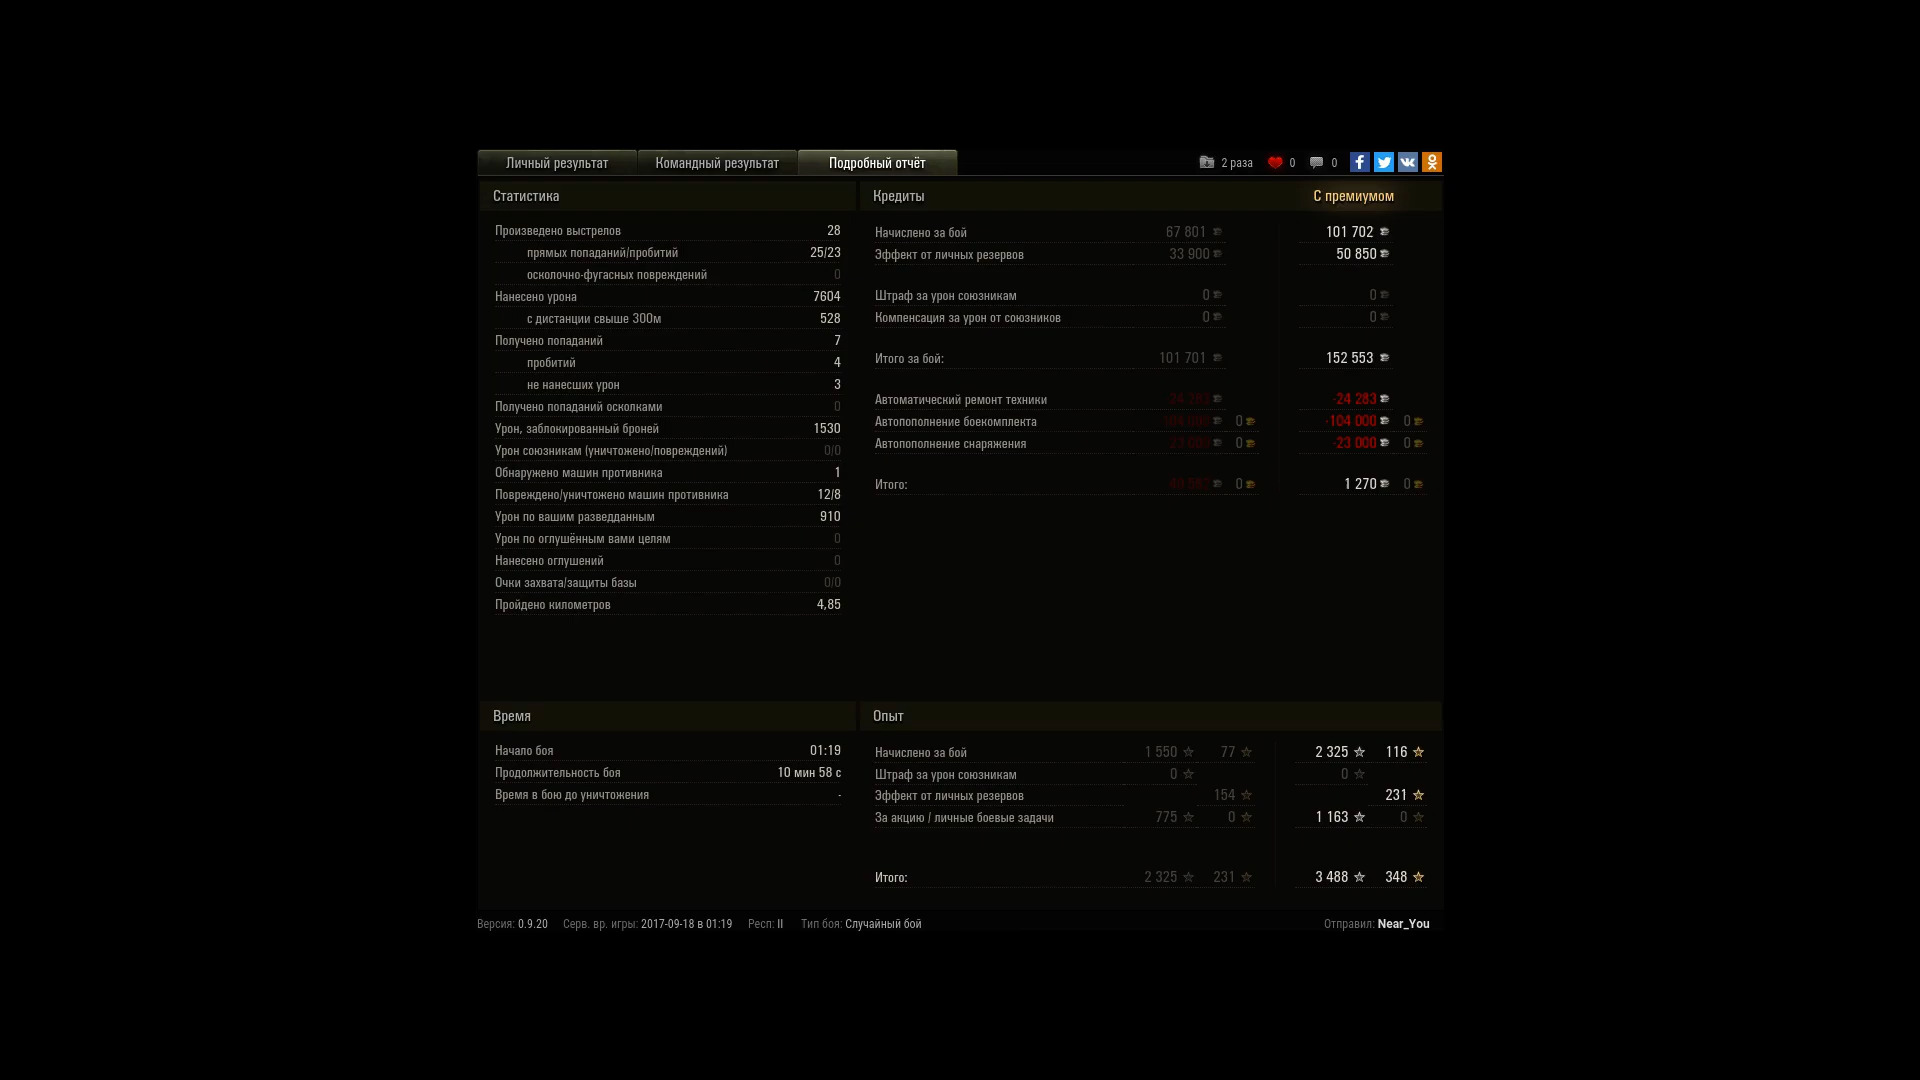 Личный результат Командный результат Подробный отчёт 2 раза 0 0
Статистика
Произведено выстрелов 28
прямых попаданий/пробитий 25/23
осколочно-фугасных повреждений 0
Нанесено урона 7604
с дистанции свыше 300м 528
Получено попаданий 7
пробитий 4
не нанесших урон 3
Получено попаданий осколками 0
Урон, заблокированный броней 1530
Урон союзникам (уничтожено/повреждений) 0/0
Обнаружено машин противника 1
Повреждено/уничтожено машин противника 12/8
Урон по вашим разведданным 910
Урон по оглушённым вами целям 0
Нанесено оглушений 0
Очки захвата/защиты базы 0/0
Пройдено километров 4,85
Кредиты С премиумом
Начислено за бой 67 801 101 702
Эффект от личных резервов 33 900 50 850
Штраф за урон союзникам 0 0
Компенсация за урон от союзников 0 0
Итого за бой: 101 701 152 553
Автоматический ремонт техники -24 283 -24 283
Автопополнение боекомплекта 0 -104 000 0
Автопополнение снаряжения 0 -23 000 0
Итого: 0 1 270 0
Время
Начало боя 01:19
Продолжительность боя 10 мин 58 с
Время в бою до уничтожения -
Опыт
Начислено за бой 1 550 77 2 325 116
Штраф за урон союзникам 0 0
Эффект от личных резервов 154 231
За акцию / личные боевые задачи 775 0 1 163 0
Итого: 2 325 231 3 488 348
Версия: 0.9.20 Серв. вр. игры: 2017-09-18 в 01:19 Респ: II Тип боя: Случайный бой Отправил: Near_You